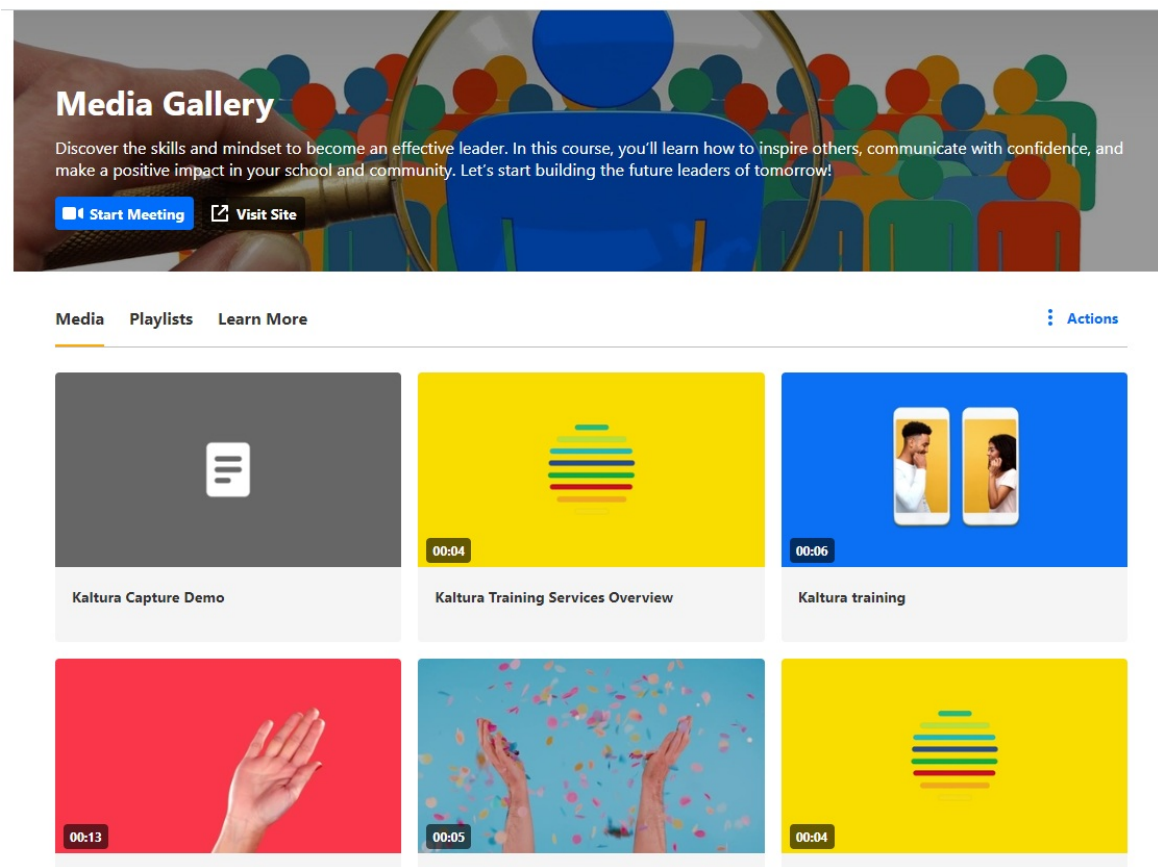 Media Gallery
Discover the skills and mindset to become an effective leader. In this course, you'll learn how to inspire others, communicate with confidence, and
make a positive impact in your school and community. Let's start building the future leaders of tomorrow!
Start Meeting Visit Site
Media Playlists Learn More Actions
00:04 00:06
Kaltura Capture Demo Kaltura Training Services Overview Kaltura training
00:13 00:05 00:04